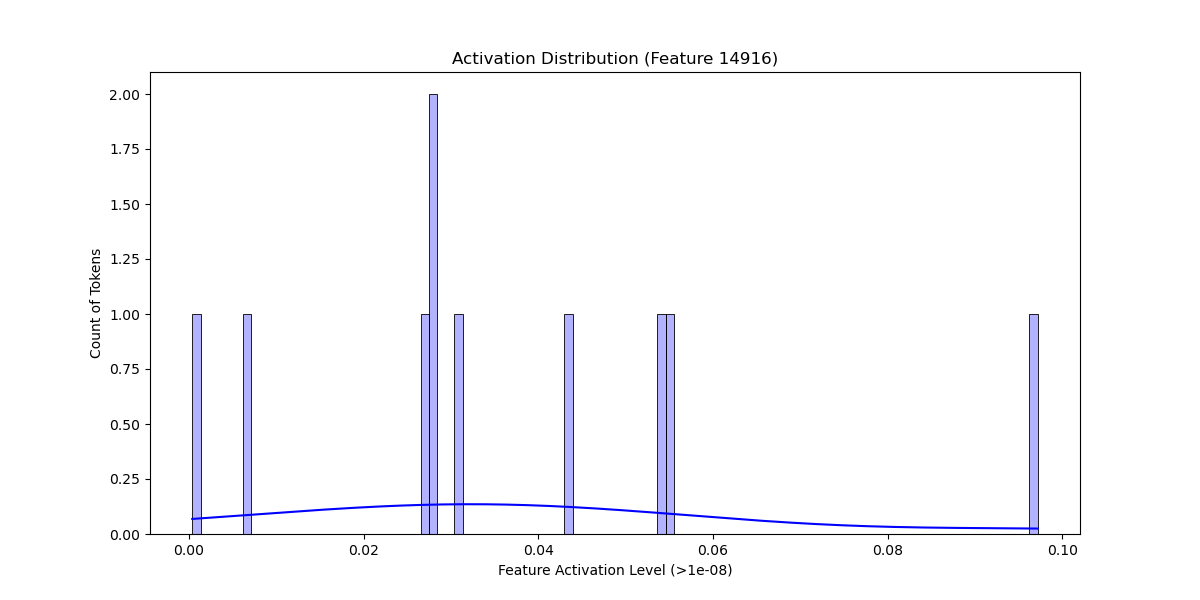 Activation Distribution (Feature 14916)
2.00
1.75
1.50
1.25
1.00
0.75
0.50
0.25
0.00
Count of Tokens
0.00 0.02 0.04 0.06 0.08 0.10
Feature Activation Level (>1e-08)